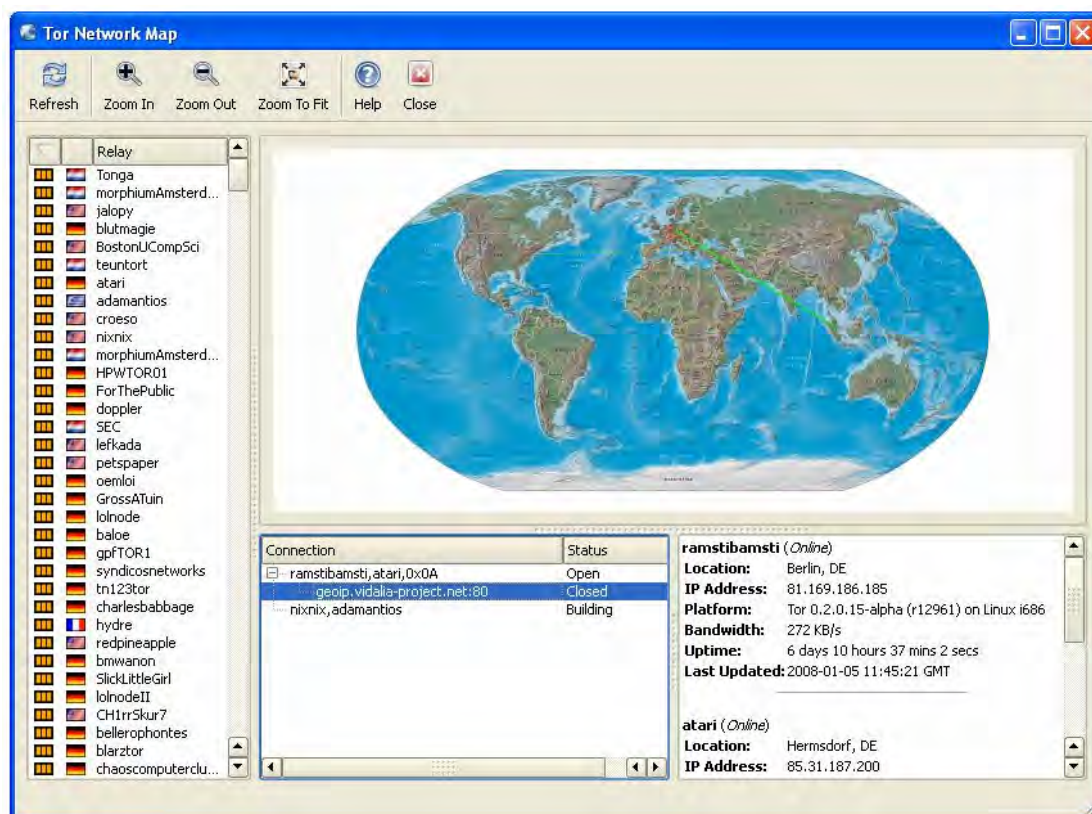 Tor Network Map
Refresh Zoom In Zoom Out Zoom To Fit Help Close
Relay
Tonga
morphiumAmsterd...
jalopy
blutmagie
BostonUCompSci
teuntort
atari
adamantios
croeso
nixnix
morphiumAmsterd...
HPWTOR01
ForThePublic
doppler
SEC
lefkada
petspaper
oemloi
GrossATuin
lolnode
baloe
gpfTOR1
syndicosnetworks
tn123tor
charlesbabbage
hydre
redpineapple
bmwanon
SlickLittleGirl
lolnodeII
CH1rrSkur7
bellerophontes
blarztor
chaoscomputerclu...
Connection Status
ramstibamsti,atari,0x0A Open
geoip.vidalia-project.net:80 Closed
nixnix,adamantios Building
ramstibamsti (Online)
Location: Berlin, DE
IP Address: 81.169.186.185
Platform: Tor 0.2.0.15-alpha (r12961) on Linux i686
Bandwidth: 272 KB/s
Uptime: 6 days 10 hours 37 mins 2 secs
Last Updated: 2008-01-05 11:45:21 GMT
atari (Online)
Location: Hermsdorf, DE
IP Address: 85.31.187.200